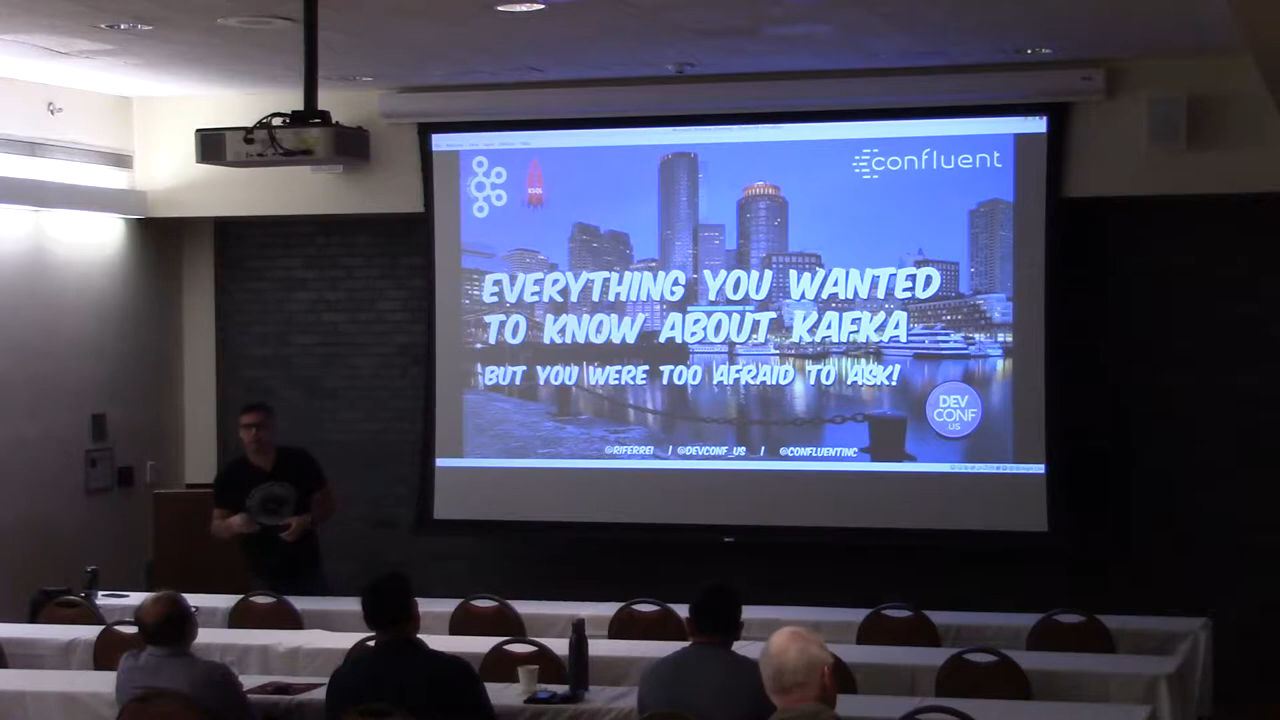 confluent
KSQL
EVERYTHING YOU WANTED
TO KNOW ABOUT KAFKA
BUT YOU WERE TOO AFRAID TO ASK!
DEV
CONF
.US
@RIFERREI / @DEVCONF_US / @CONFLUENTINC